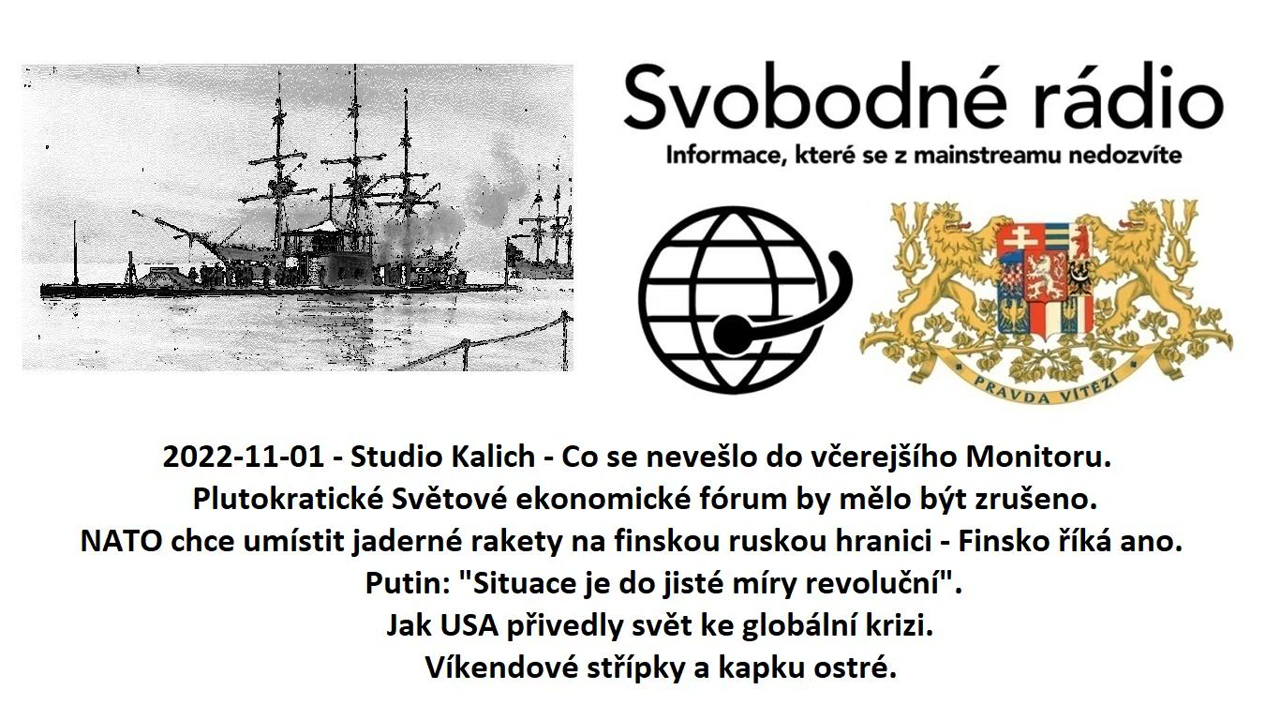 Svobodné rádio
Informace, které se z mainstreamu nedozvíte
PRAVDA VÍTĚZÍ
2022-11-01 - Studio Kalich - Co se nevešlo do včerejšího Monitoru.
Plutokratické Světové ekonomické fórum by mělo být zrušeno.
NATO chce umístit jaderné rakety na finskou ruskou hranici - Finsko říká ano.
Putin: "Situace je do jisté míry revoluční".
Jak USA přivedly svět ke globální krizi.
Víkendové střípky a kapku ostré.